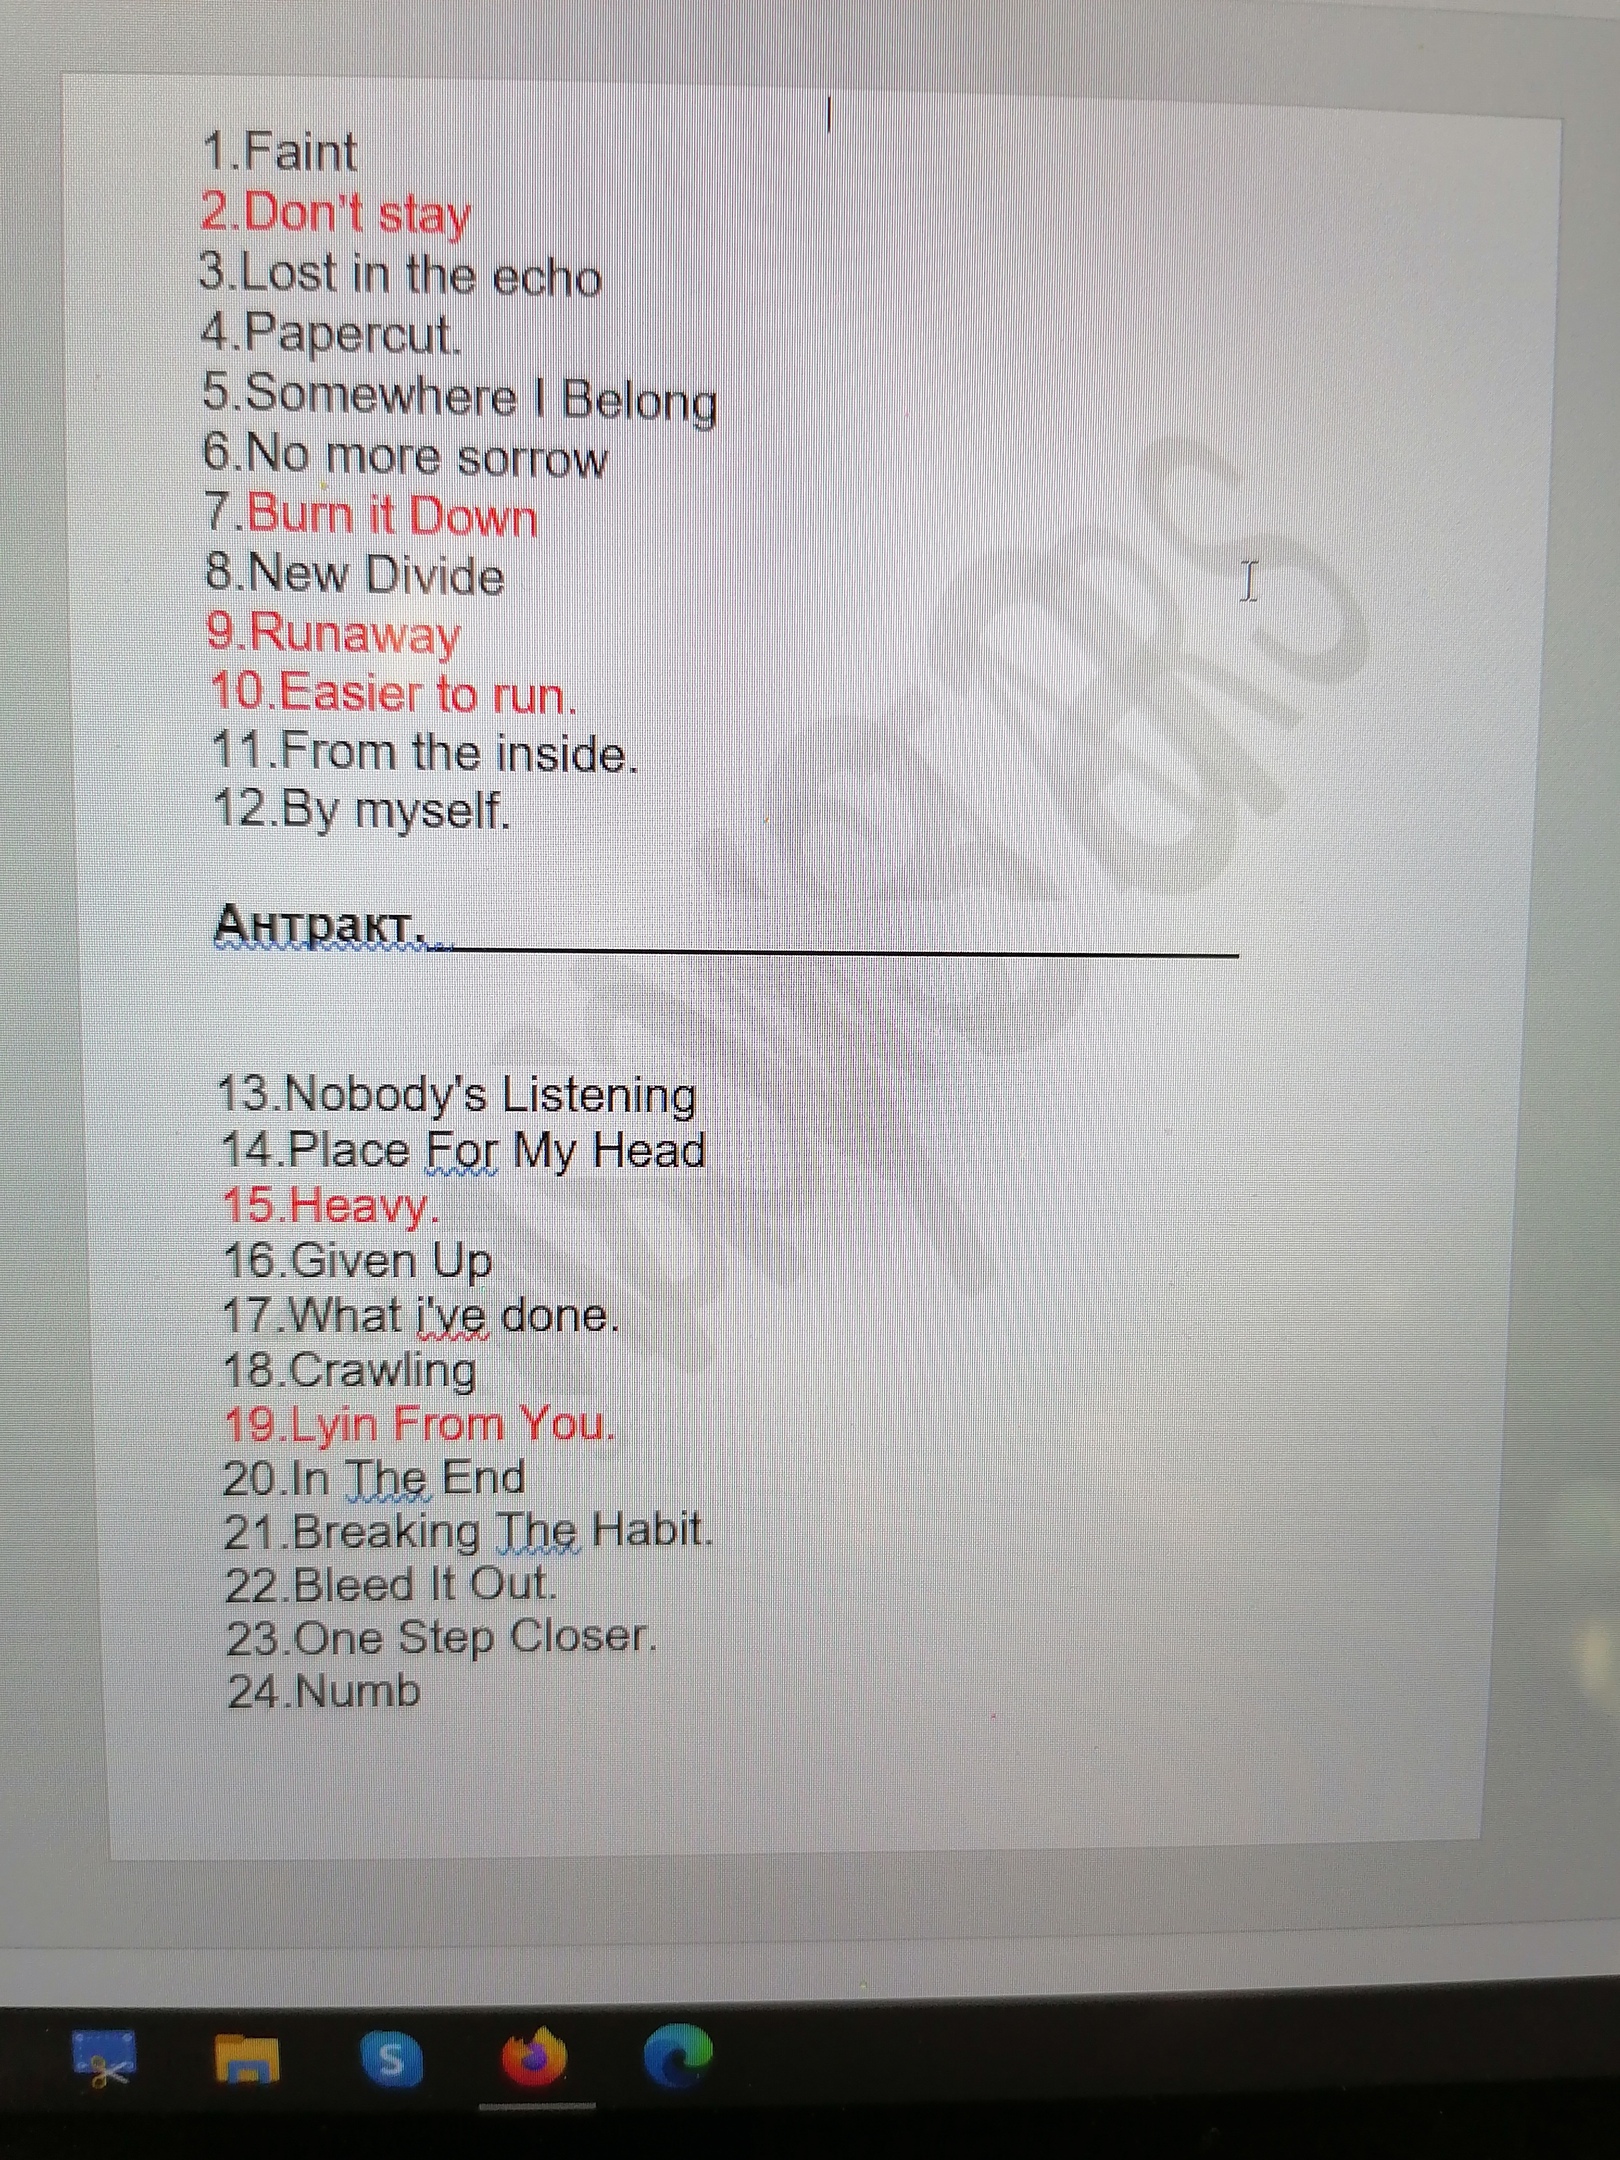 1.Faint
2.Don't stay
3.Lost in the echo
4.Papercut.
5.Somewhere I Belong
6.No more sorrow
7.Burn it Down
8.New Divide
9.Runaway
10.Easier to run.
11.From the inside.
12.By myself.
Антракт.
13.Nobody's Listening
14.Place For My Head
15.Heavy.
16.Given Up
17.What i've done.
18.Crawling
19.Lyin From You.
20.In The End
21.Breaking The Habit.
22.Bleed It Out.
23.One Step Closer.
24.Numb
S